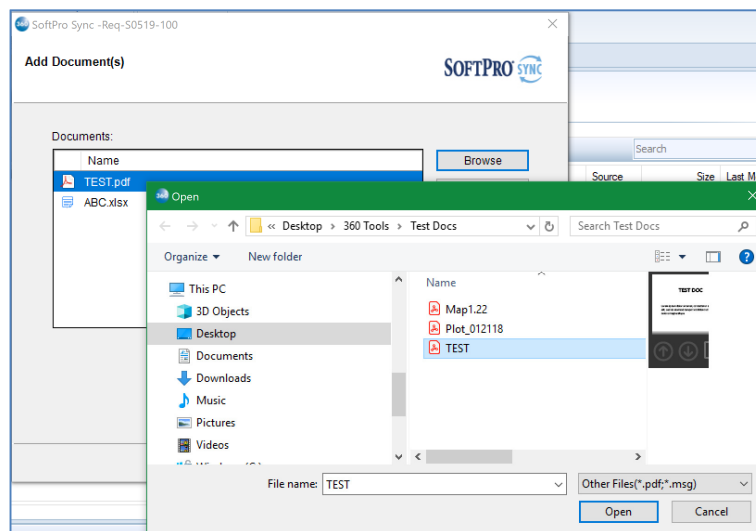 SoftPro Sync -Req-S0519-100
Add Document(s)
SOFTPRO SYNC
Documents:
Name
Browse
TEST.pdf
ABC.xlsx
Search
Source Size Last M
Open
« Desktop › 360 Tools › Test Docs
Search Test Docs
Organize
New folder
This PC
3D Objects
Desktop
Documents
Downloads
Music
Pictures
Videos
Name
Map1.22
Plot_012118
TEST
TEST DOC
File name: TEST
Other Files(*.pdf;*.msg)
Open
Cancel